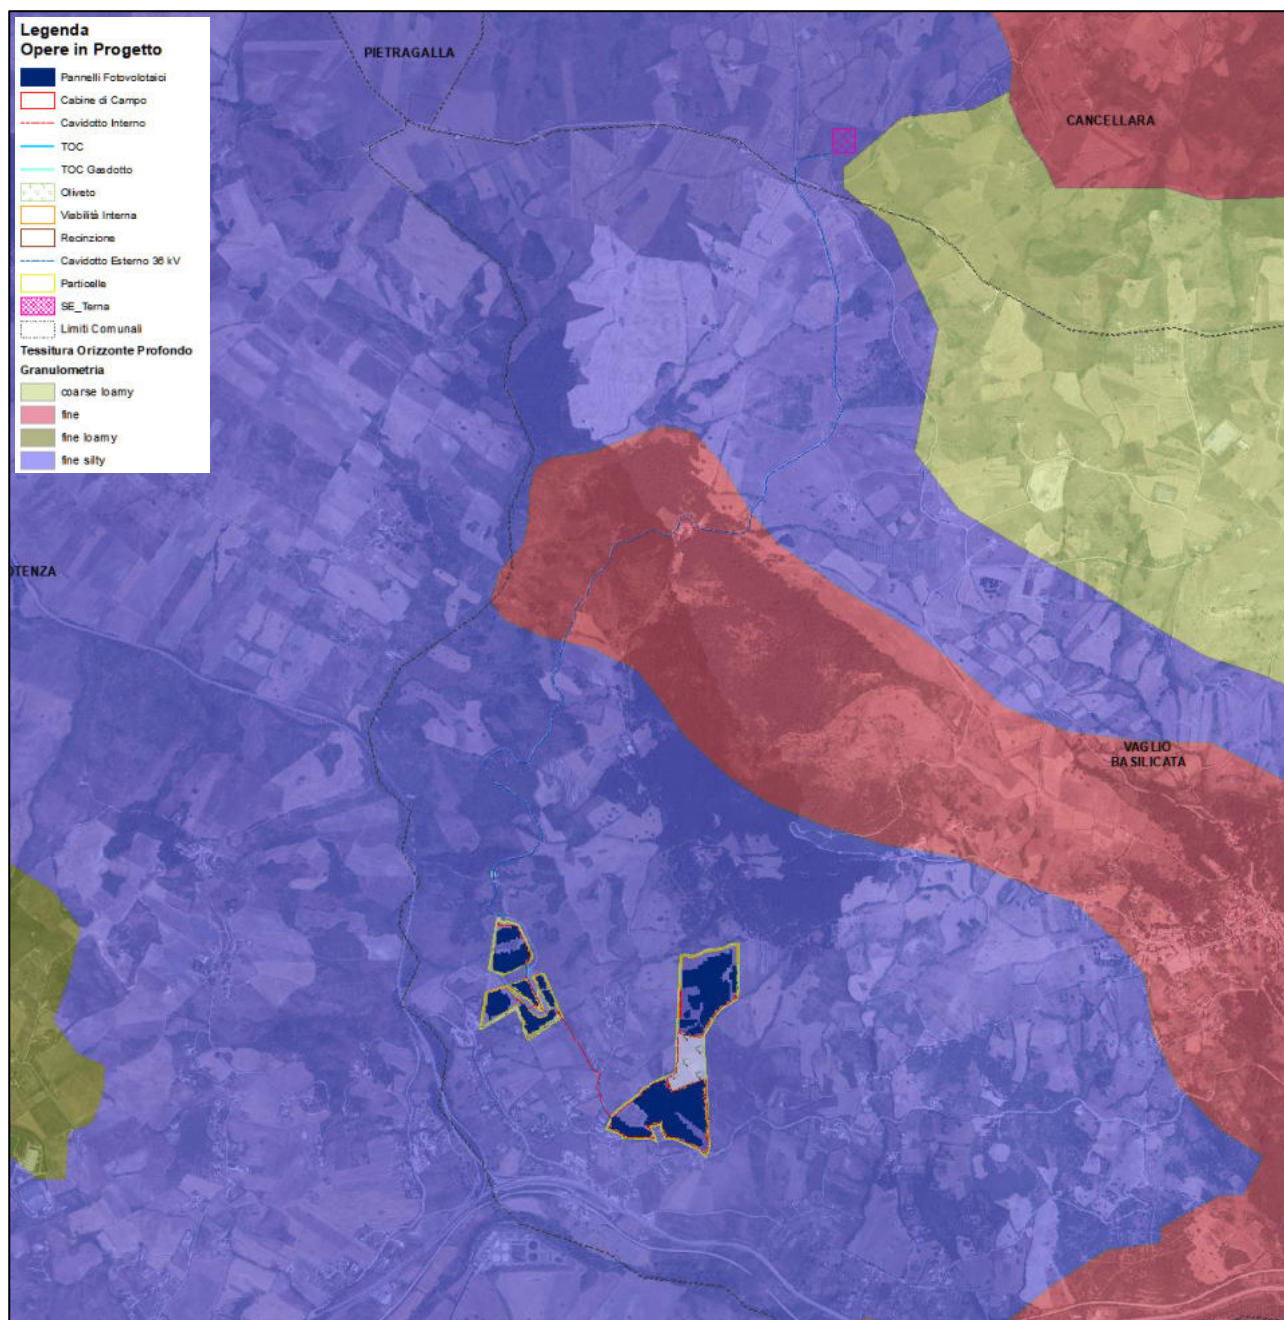 Legenda
Opere in Progetto
Pannelli Fotovolotaici
Cabine di Campo
Cavidotto Interno
TOC
TOC Gasdotto
Oliveto
Viabilità Interna
Recinzione
Cavidotto Esterno 36 kV
Particelle
SE_Terna
Limiti Comunali
Tessitura Orizzonte Profondo
Granulometria
coarse loamy
fine
fine loamy
fine silty
PIETRAGALLA
CANCELLARA
OTENZA
VAGLIO
BASILICATA